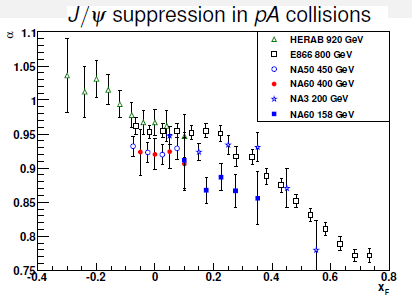 J/ψ suppression in pA collisions
α
1.1
1.05
1
0.95
0.9
0.85
0.8
0.75
HERAB 920 GeV
E866 800 GeV
NA50 450 GeV
NA60 400 GeV
NA3 200 GeV
NA60 158 GeV
-0.4 -0.2 0 0.2 0.4 0.6 0.8
xF